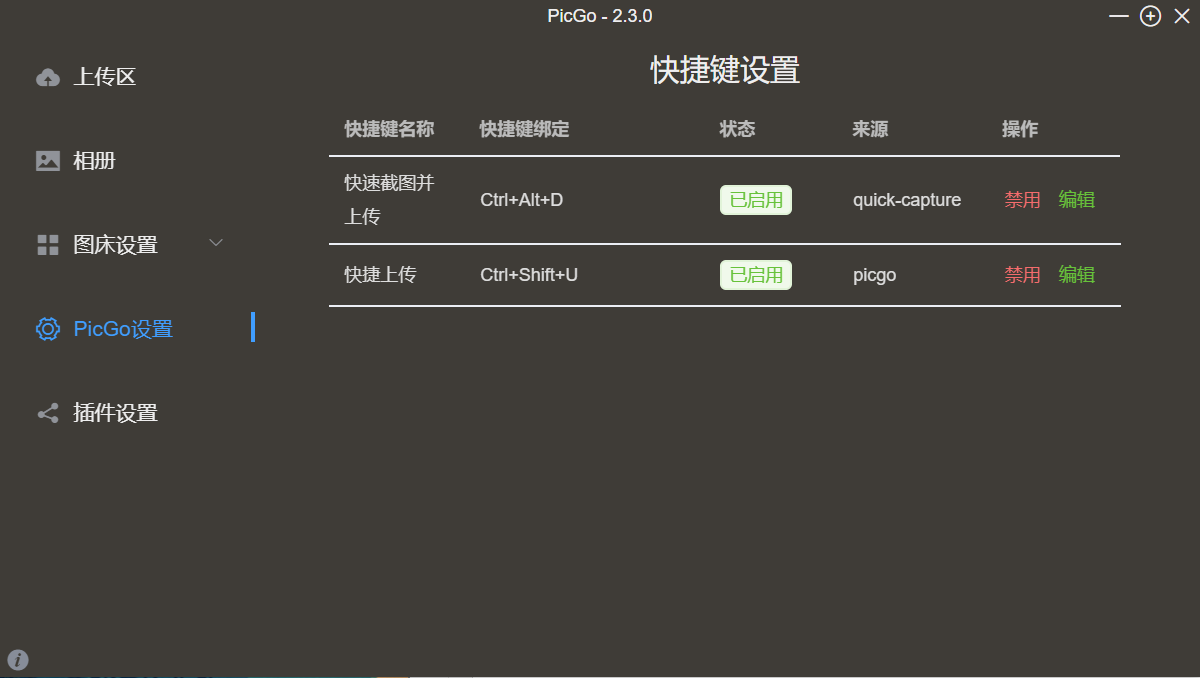 PicGo - 2.3.0
上传区
相册
图床设置
PicGo设置
插件设置
快捷键设置
快捷键名称 快捷键绑定 状态 来源 操作
快速截图并
上传
Ctrl+Alt+D 已启用 quick-capture 禁用 编辑
快捷上传 Ctrl+Shift+U 已启用 picgo 禁用 编辑